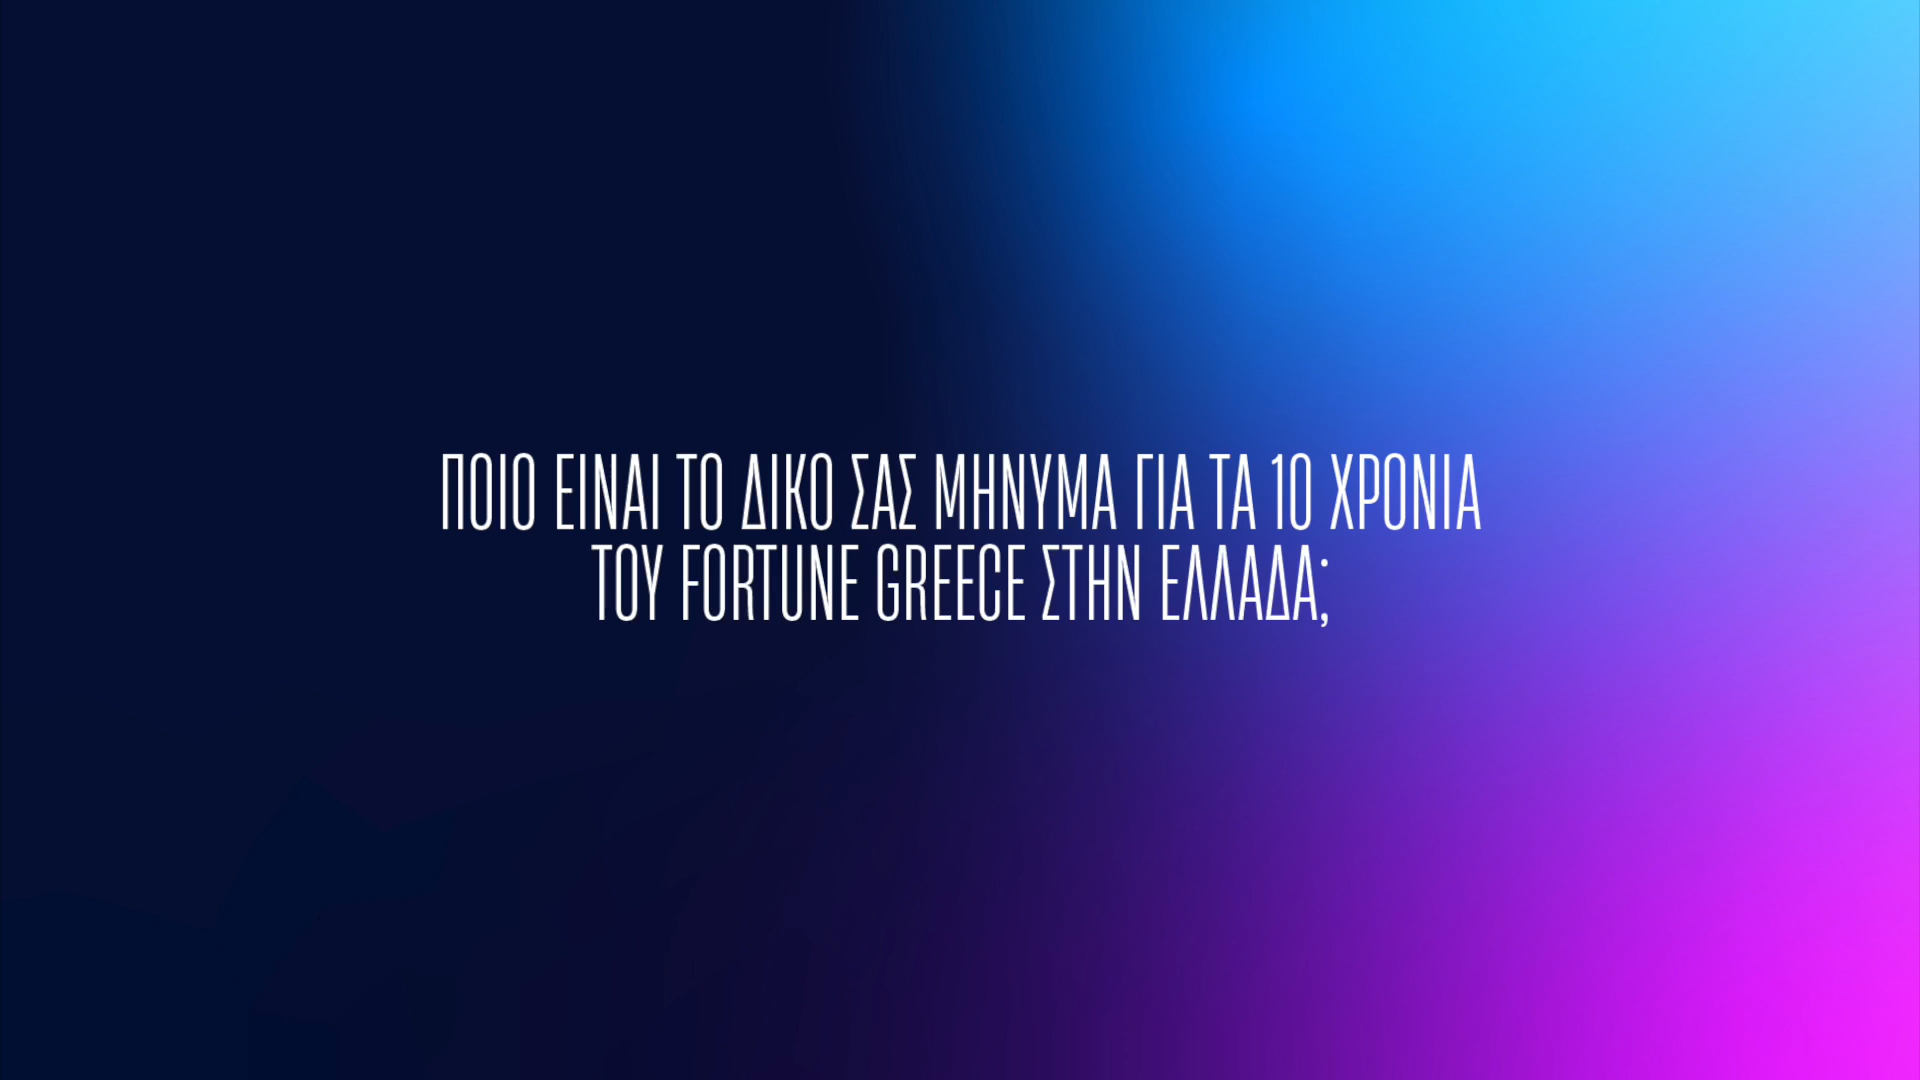 ΠΟΙΟ ΕΙΝΑΙ ΤΟ ΔΙΚΟ ΣΑΣ ΜΗΝΥΜΑ ΓΙΑ ΤΑ 10 ΧΡΟΝΙΑ
ΤΟΥ FORTUNE GREECE ΣΤΗΝ ΕΛΛΑΔΑ;